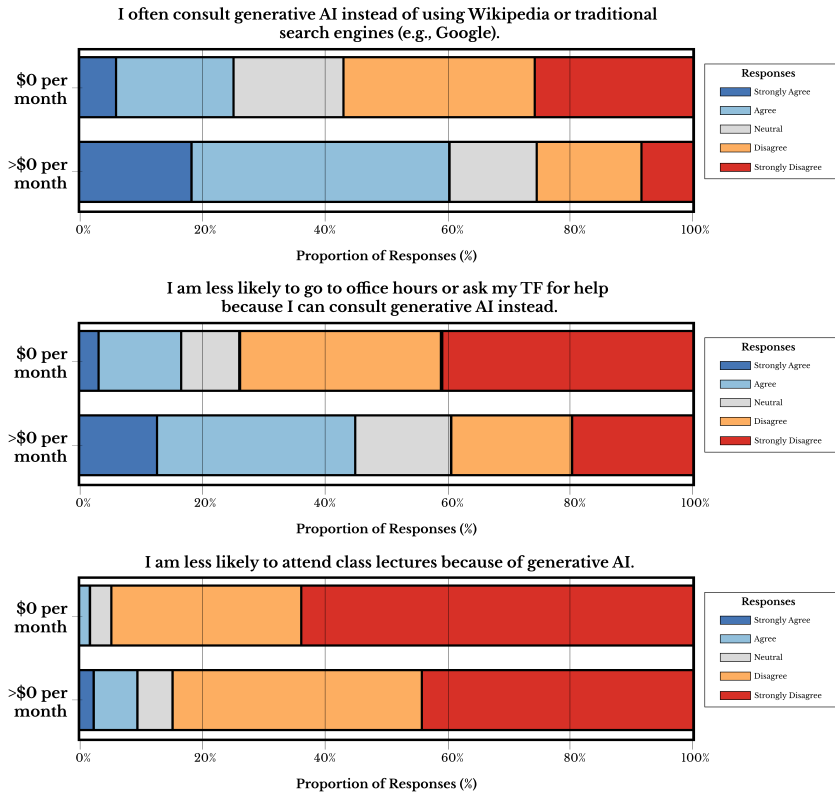 I often consult generative AI instead of using Wikipedia or traditional
search engines (e.g., Google).
$0 per
month
>$0 per
month
0% 20% 40% 60% 80% 100%
Proportion of Responses (%)
Responses
Strongly Agree
Agree
Neutral
Disagree
Strongly Disagree
I am less likely to go to office hours or ask my TF for help
because I can consult generative AI instead.
$0 per
month
>$0 per
month
0% 20% 40% 60% 80% 100%
Proportion of Responses (%)
Responses
Strongly Agree
Agree
Neutral
Disagree
Strongly Disagree
I am less likely to attend class lectures because of generative AI.
$0 per
month
>$0 per
month
0% 20% 40% 60% 80% 100%
Proportion of Responses (%)
Responses
Strongly Agree
Agree
Neutral
Disagree
Strongly Disagree